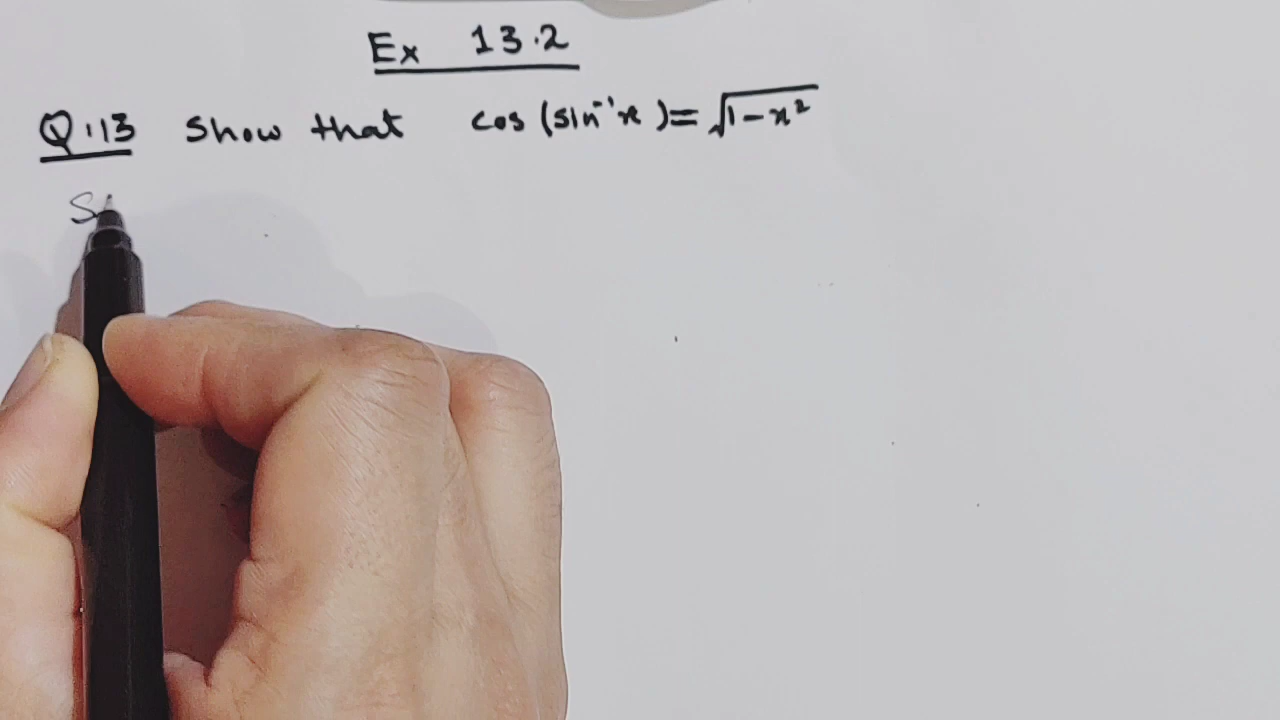 Ex 13.2
Q.13 Show that cos (sin⁻¹x) = √1-x²
S